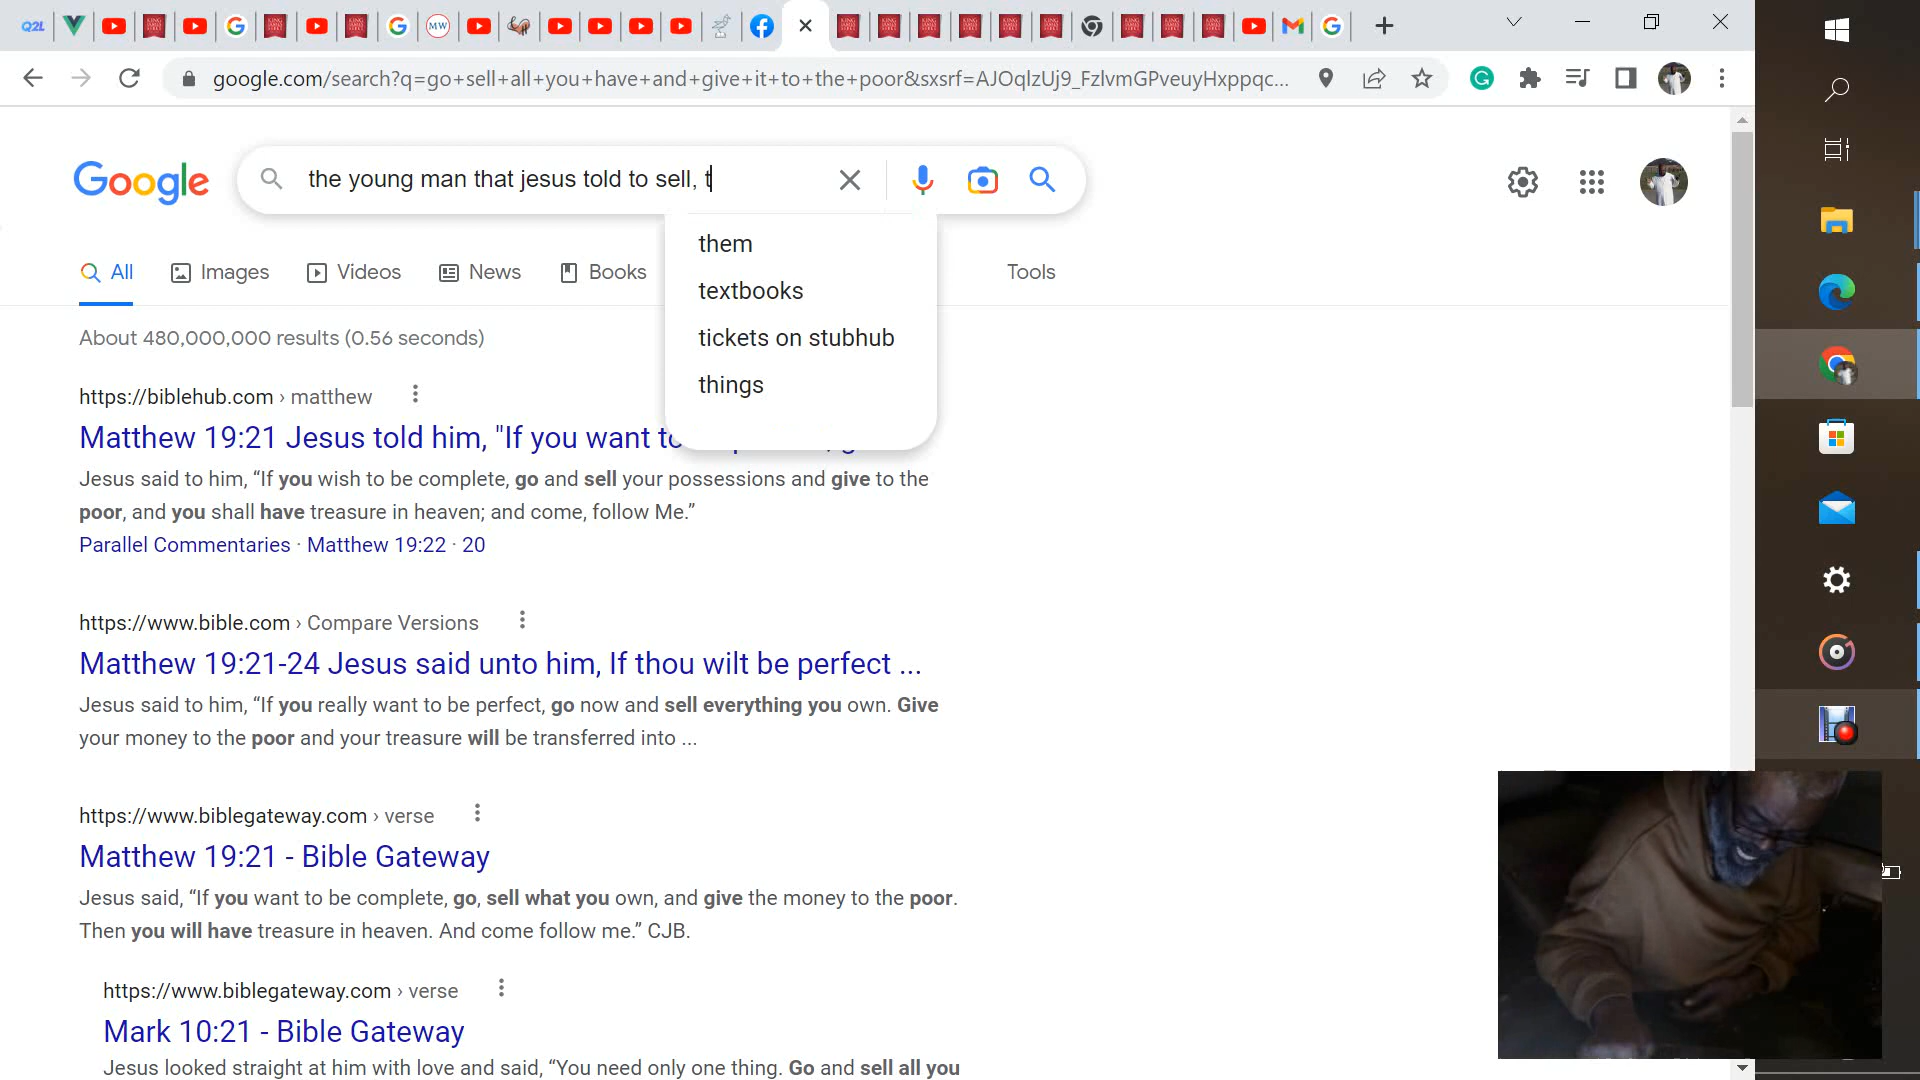 Q2L
MW
google.com/search?q=go+sell+all+you+have+and+give+it+to+the+poor&sxsrf=AJOqlzUj9_FzlvmGPveuyHxppqc...
Google
the young man that jesus told to sell, t
them
textbooks
tickets on stubhub
things
All
Images
Videos
News
Books
Tools
About 480,000,000 results (0.56 seconds)
https://biblehub.com › matthew
Matthew 19:21 Jesus told him, "If you want to
Jesus said to him, “If you wish to be complete, go and sell your possessions and give to the
poor, and you shall have treasure in heaven; and come, follow Me.”
Parallel Commentaries · Matthew 19:22 · 20
https://www.bible.com › Compare Versions
Matthew 19:21-24 Jesus said unto him, If thou wilt be perfect ...
Jesus said to him, “If you really want to be perfect, go now and sell everything you own. Give
your money to the poor and your treasure will be transferred into ...
https://www.biblegateway.com › verse
Matthew 19:21 - Bible Gateway
Jesus said, “If you want to be complete, go, sell what you own, and give the money to the poor.
Then you will have treasure in heaven. And come follow me.” CJB.
https://www.biblegateway.com › verse
Mark 10:21 - Bible Gateway
Jesus looked straight at him with love and said, “You need only one thing. Go and sell all you